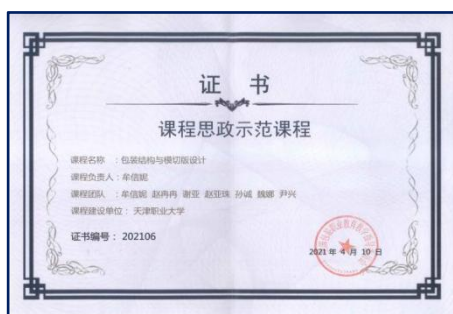 证 书
课程思政示范课程
课程名称 ：包装结构与模切版设计
课程负责人：牟信妮
课程团队 ：牟信妮 赵冉冉 谢亚 赵亚珠 孙诚 魏娜 尹兴
课程建设单位： 天津职业大学
证书编号： 202106
2021 年 4 月 10 日